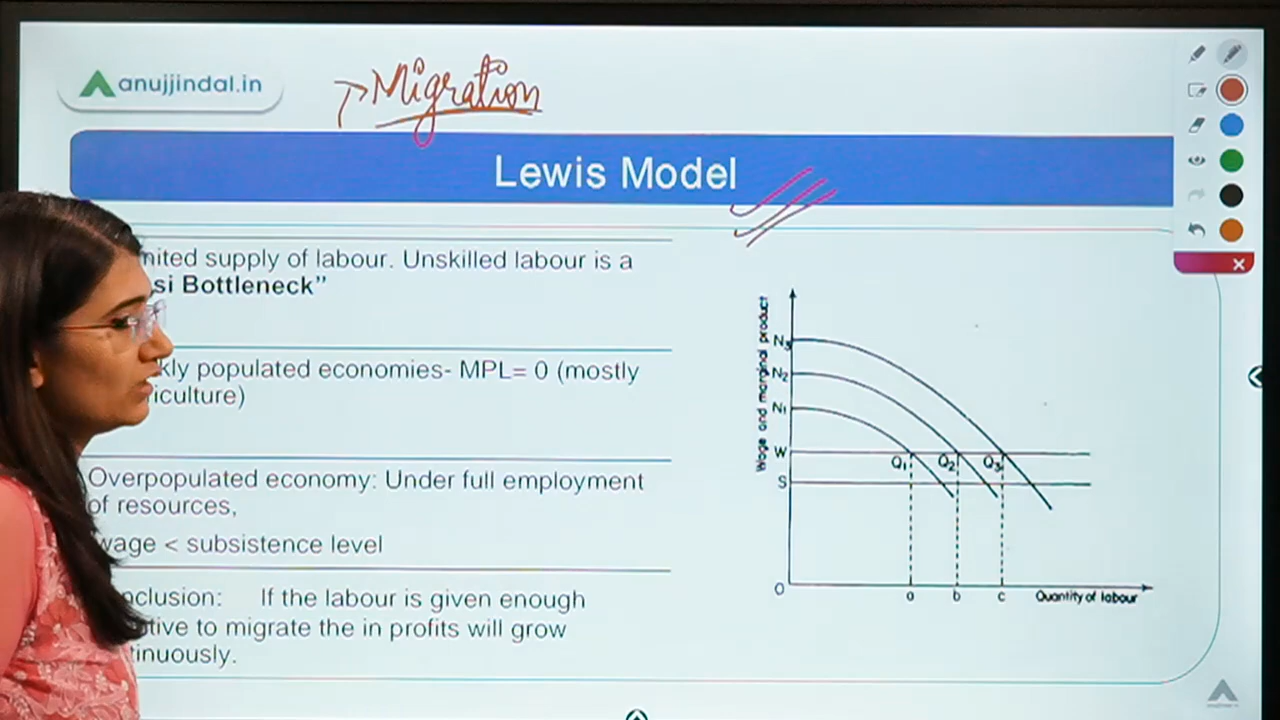 anujjindal.in
Migration
Lewis Model
mited supply of labour. Unskilled labour is a
si Bottleneck”
kly populated economies- MPL= 0 (mostly
iculture)
Overpopulated economy: Under full employment
of resources,
wage < subsistence level
nclusion: If the labour is given enough
tive to migrate the in profits will grow
tinuously.
Wage and marginal product
N3
N2
N1
W
S
O
Q1 Q2 Q3
a b c Quantity of labour